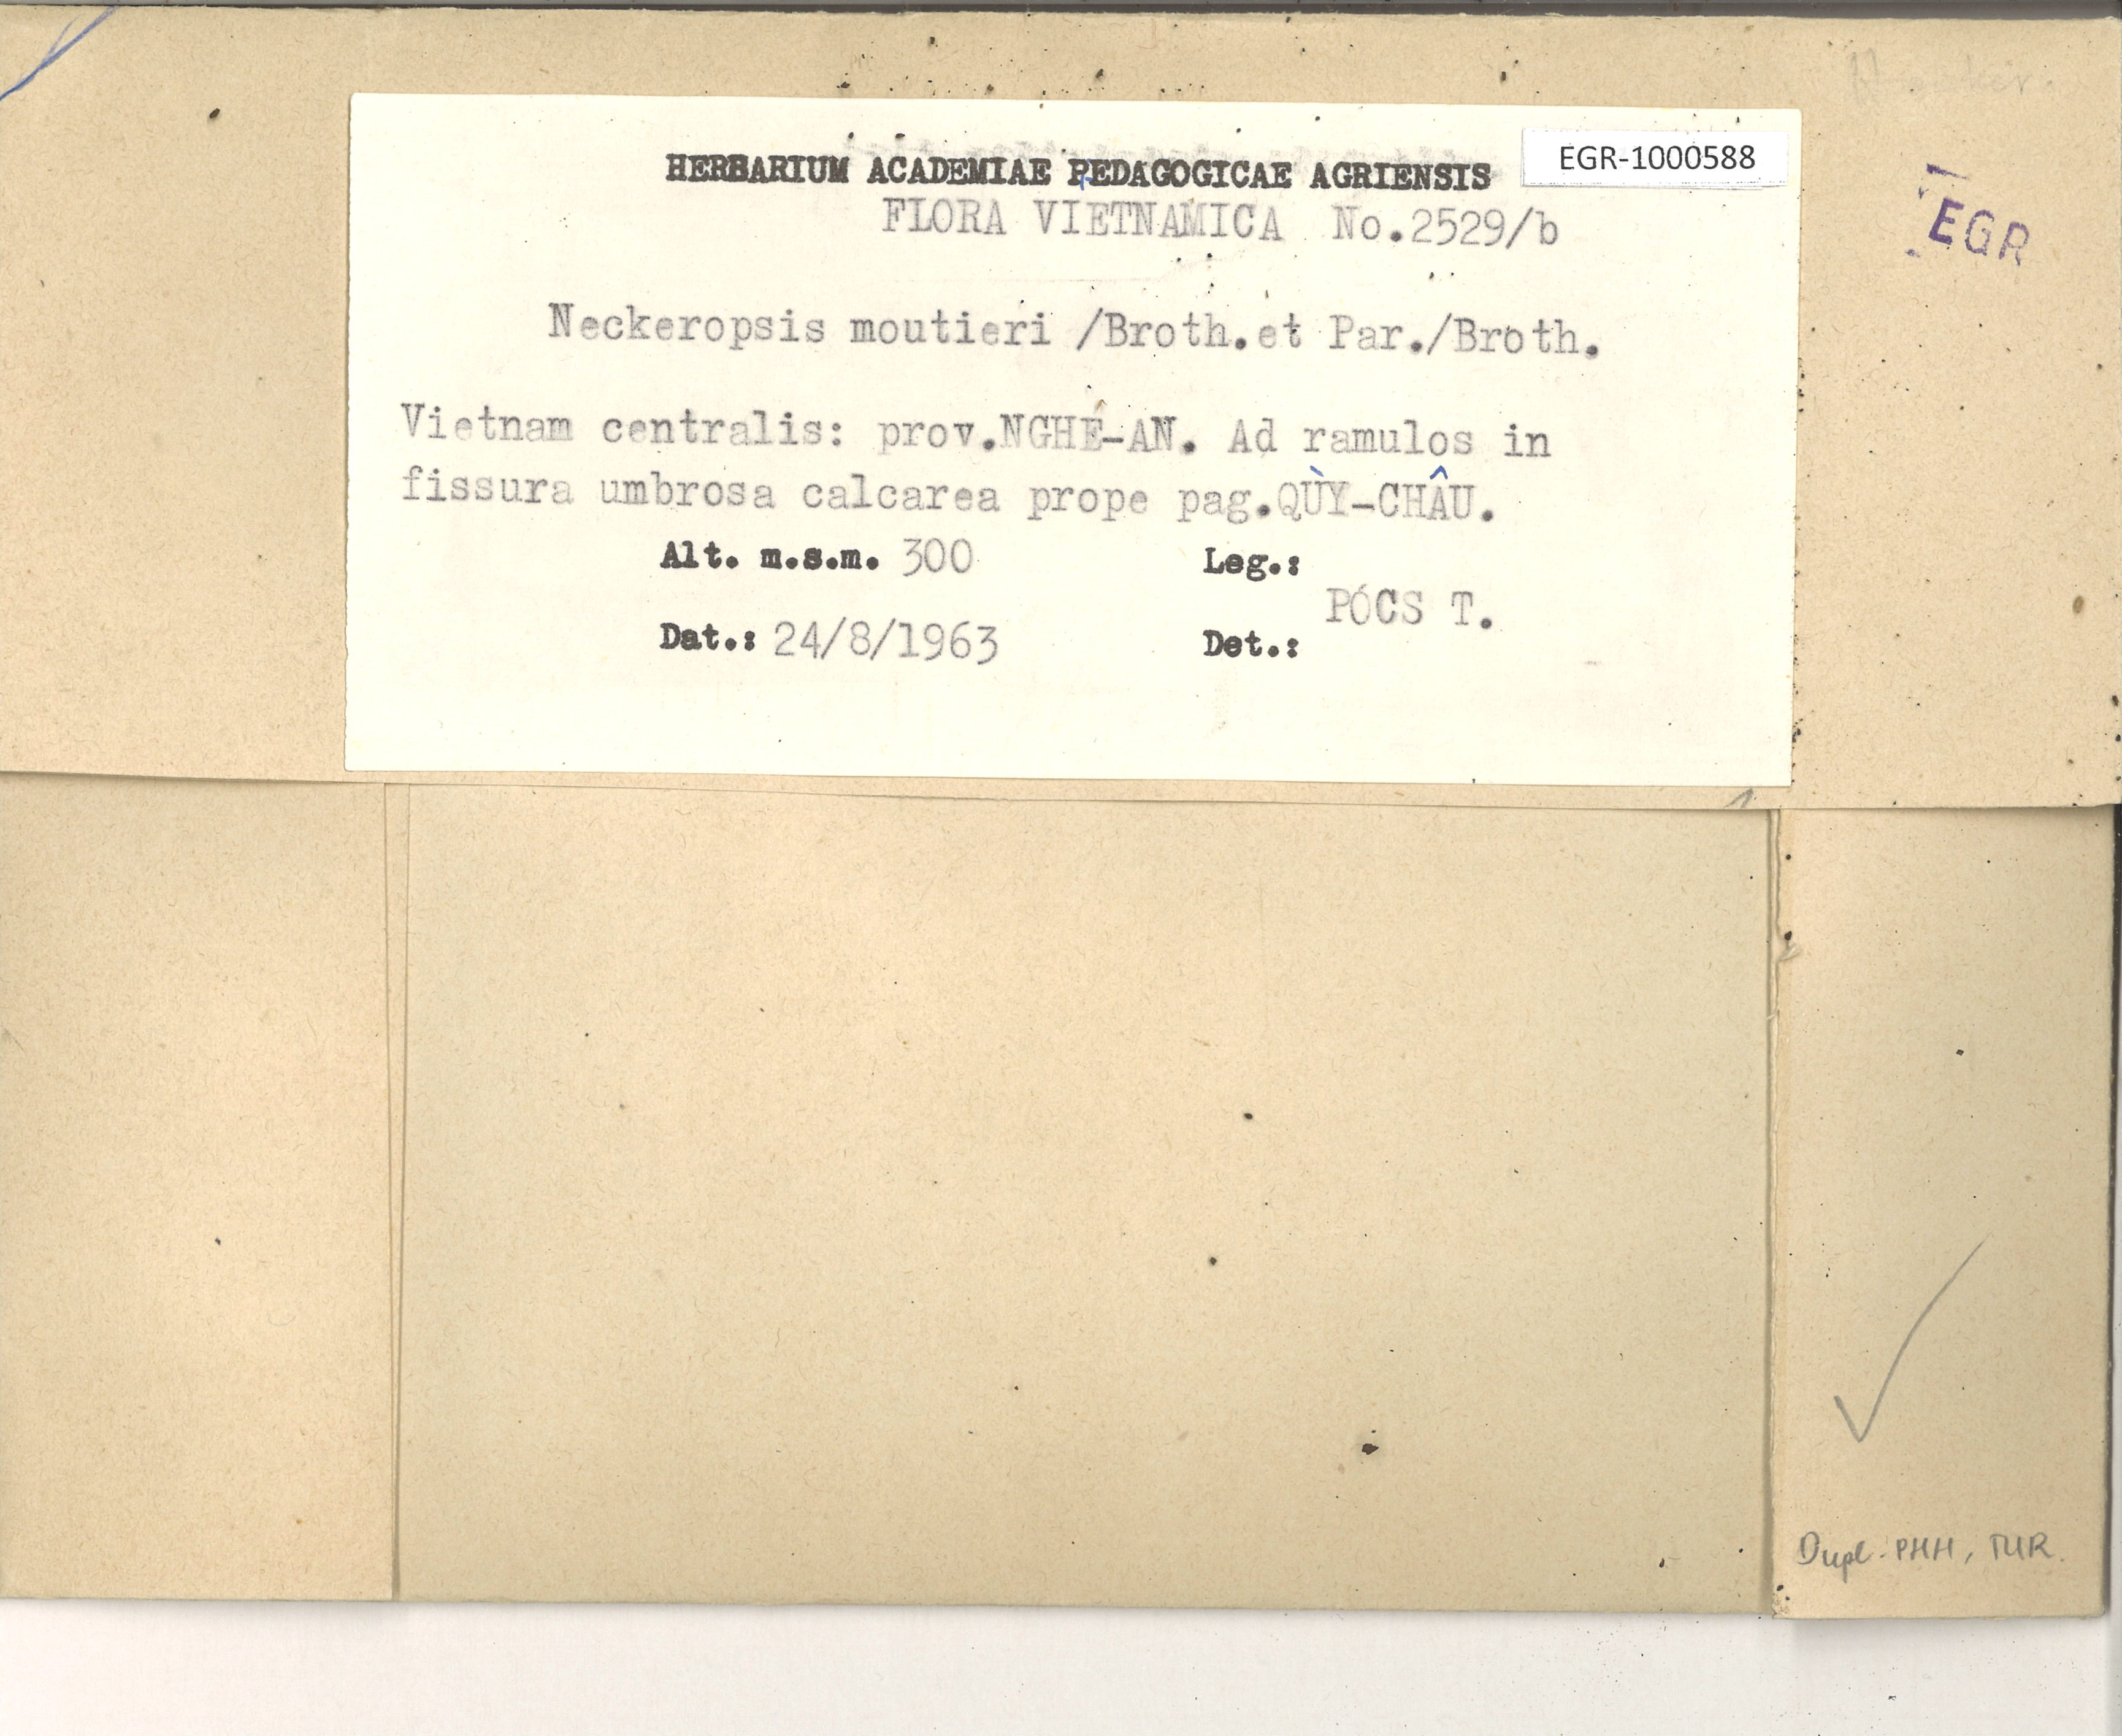 HERBARIUM ACADEMIAE PEDAGOGICAE AGRIENSIS
EGR-1000588
FLORA VIETNAMICA No.2529/b
EGR
Neckeropsis moutieri /Broth.et Par./Broth.
Vietnam centralis: prov.NGHÊ-AN. Ad ramulos in
fissura umbrosa calcarea prope pag.QÙY-CHÂU.
Alt. m.s.m. 300 Leg.:
PÓCS T.
Dat.: 24/8/1963 Det.:
Dupl. PHH, TUR.